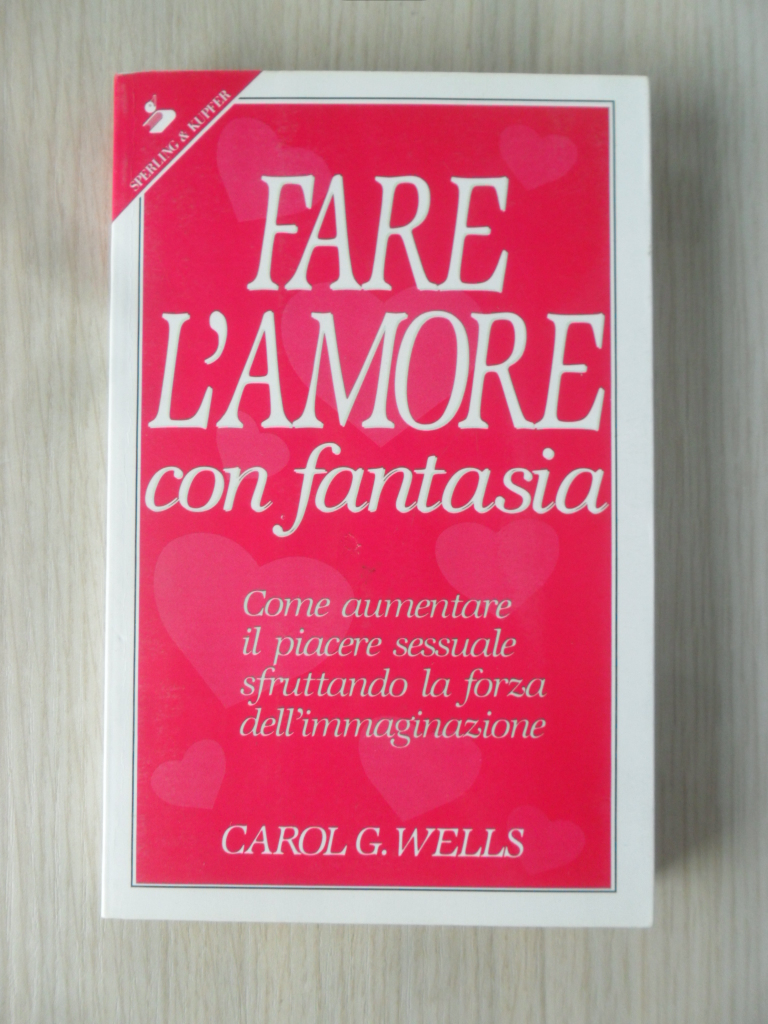 SPERLING & KUPFER
FARE
L'AMORE
con fantasia
Come aumentare
il piacere sessuale
sfruttando la forza
dell'immaginazione
CAROL G. WELLS